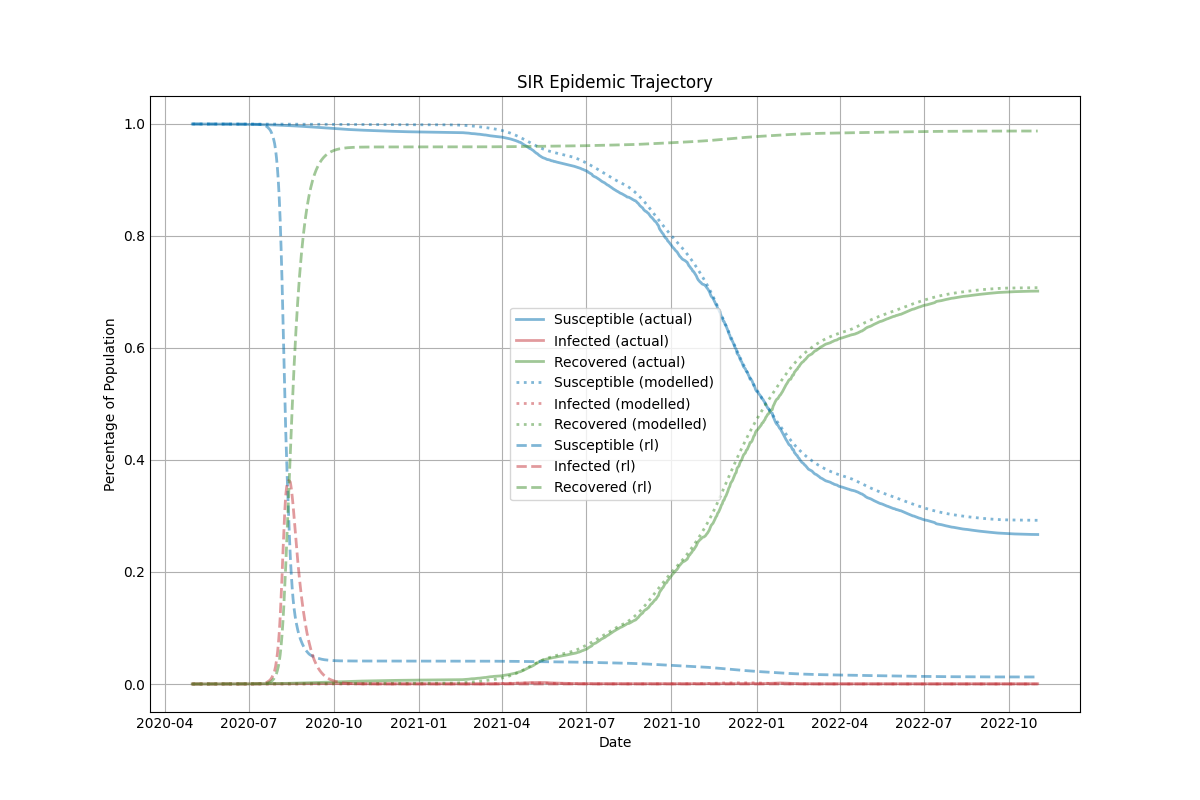 SIR Epidemic Trajectory
1.0
0.8
0.6
0.4
0.2
0.0
Percentage of Population
Susceptible (actual)
Infected (actual)
Recovered (actual)
Susceptible (modelled)
Infected (modelled)
Recovered (modelled)
Susceptible (rl)
Infected (rl)
Recovered (rl)
2020-04 2020-07 2020-10 2021-01 2021-04 2021-07 2021-10 2022-01 2022-04 2022-07 2022-10
Date